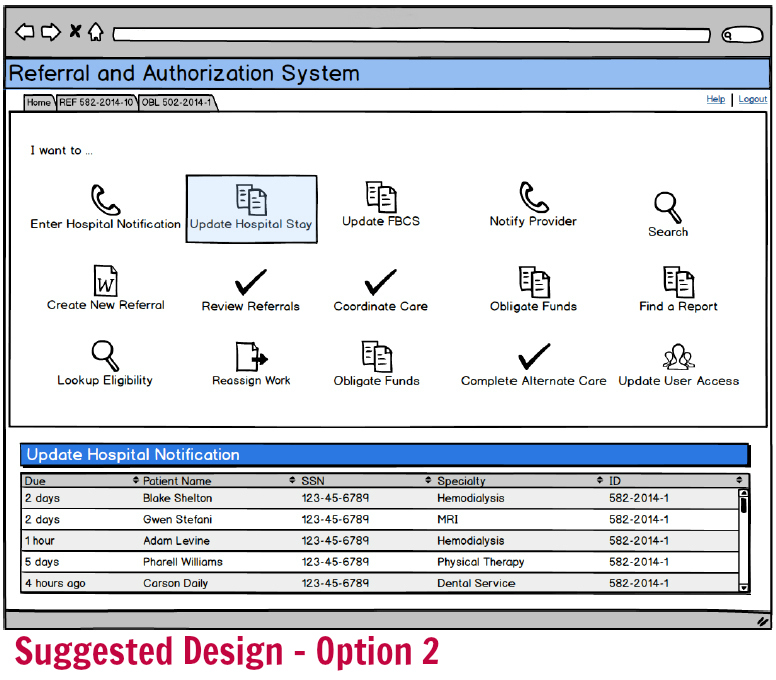 Referral and Authorization System
Home REF 582-2014-10 OBL 502-2014-1 Help Logout
I want to ...
Enter Hospital Notification Update Hospital Stay Update FBCS Notify Provider Search
W
Create New Referral Review Referrals Coordinate Care Obligate Funds Find a Report
Lookup Eligibility Reassign Work Obligate Funds Complete Alternate Care Update User Access
Update Hospital Notification
Due Patient Name SSN Specialty ID
2 days Blake Shelton 123-45-6789 Hemodialysis 582-2014-1
2 days Gwen Stefani 123-45-6789 MRI 582-2014-1
1 hour Adam Levine 123-45-6789 Hemodialysis 582-2014-1
5 days Pharell Williams 123-45-6789 Physical Therapy 582-2014-1
4 hours ago Carson Daily 123-45-6789 Dental Service 582-2014-1
Suggested Design - Option 2